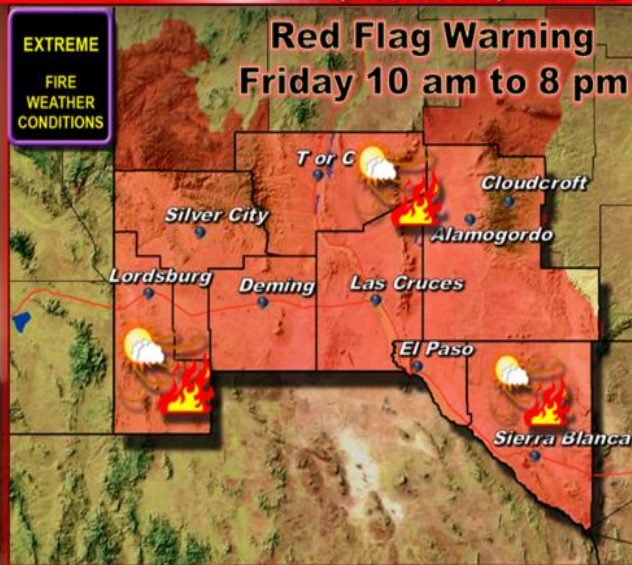 EXTREME
FIRE
WEATHER
CONDITIONS
Red Flag Warning
Friday 10 am to 8 pm
T or C
Cloudcroft
Silver City
Alamogordo
Lordsburg
Deming
Las Cruces
El Paso
Sierra Blanca